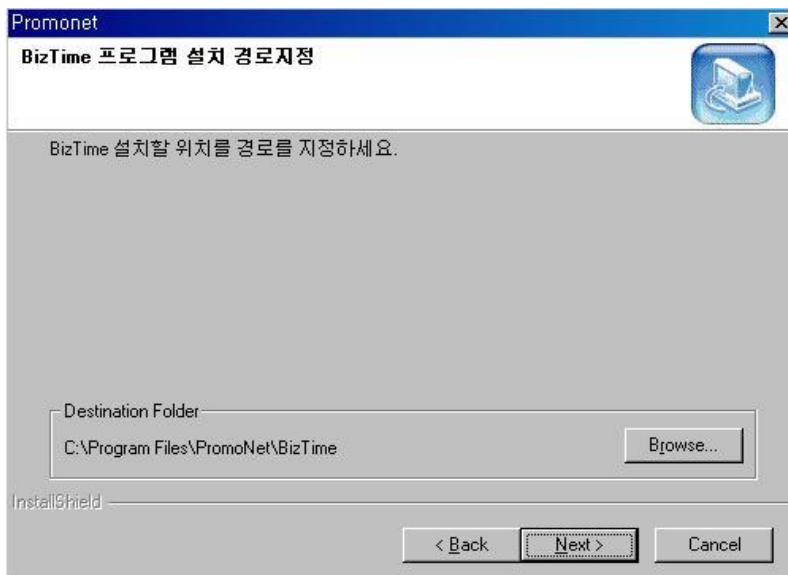 Promonet
BizTime 프로그램 설치 경로지정
BizTime 설치할 위치를 경로를 지정하세요.
Destination Folder
C:\Program Files\PromoNet\BizTime
Browse...
InstallShield
< Back
Next >
Cancel